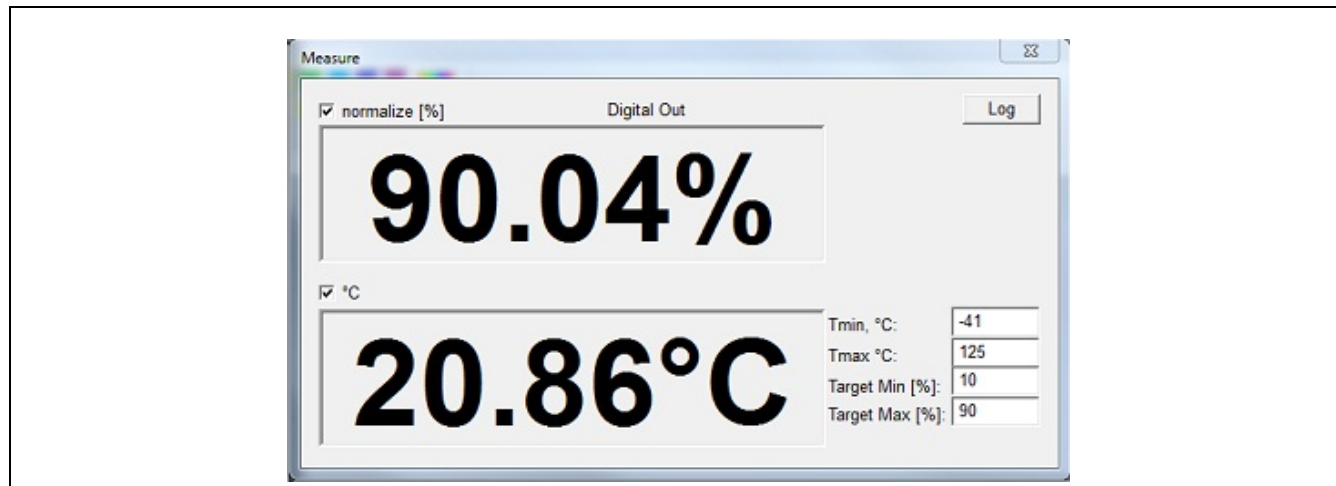 Measure
normalize [%] Digital Out Log
90.04%
°C
20.86°C
Tmin, °C: -41
Tmax °C: 125
Target Min [%]: 10
Target Max [%]: 90